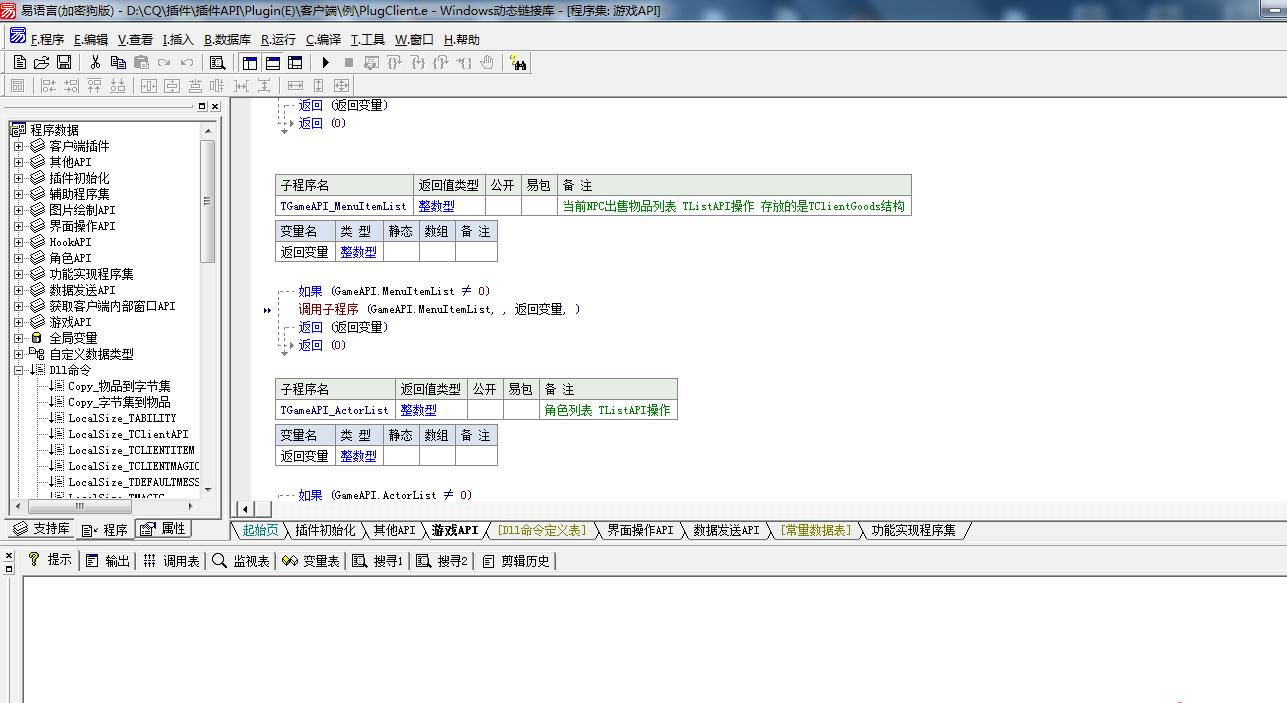 易语言(加密狗版) - D:\CQ\插件\插件API\Plugin(E)\客户端\例\PlugClient.e - Windows动态链接库 - [程序集: 游戏API]
F.程序 E.编辑 V.查看 I.插入 B.数据库 R.运行 C.编译 T.工具 W.窗口 H.帮助
程序数据
客户端插件
其他API
插件初始化
辅助程序集
图片绘制API
界面操作API
HookAPI
角色API
功能实现程序集
数据发送API
获取客户端内部窗口API
游戏API
全局变量
自定义数据类型
Dll命令
Copy_物品到字节集
Copy_字节集到物品
LocalSize_TABILITY
LocalSize_TClientAPI
LocalSize_TCLIENTITEM
LocalSize_TCLIENTMAGIC
LocalSize_TDEFAULTMESS
LocalSize_TMAGIC
支持库 程序 属性
返回 (返回变量)
返回 (0)
子程序名 返回值类型 公开 易包 备 注
TGameAPI_MenuItemList 整数型 当前NPC出售物品列表 TListAPI操作 存放的是TClientGoods结构
变量名 类 型 静态 数组 备 注
返回变量 整数型
如果 (GameAPI.MenuItemList ≠ 0)
调用子程序 (GameAPI.MenuItemList, , 返回变量, )
返回 (返回变量)
返回 (0)
子程序名 返回值类型 公开 易包 备 注
TGameAPI_ActorList 整数型 角色列表 TListAPI操作
变量名 类 型 静态 数组 备 注
返回变量 整数型
如果 (GameAPI.ActorList ≠ 0)
起始页 插件初始化 其他API 游戏API [Dll命令定义表] 界面操作API 数据发送API [常量数据表] 功能实现程序集
提示 输出 调用表 监视表 变量表 搜寻1 搜寻2 剪辑历史